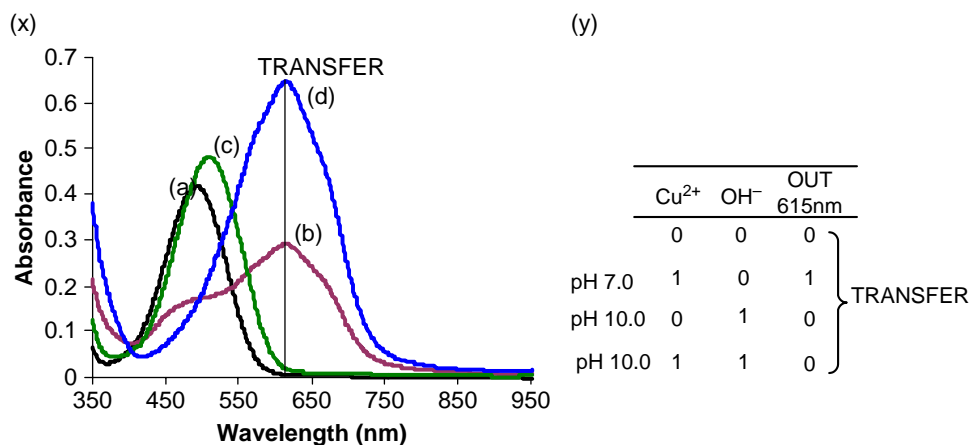 (x)
0.7
0.6
0.5
0.4
0.3
0.2
0.1
0
Absorbance
TRANSFER
(d)
(c)
(a)
(b)
350 450 550 650 750 850 950
Wavelength (nm)
(y)
Cu²⁺ OH⁻ OUT
615nm
0 0 0
pH 7.0 1 0 1
pH 10.0 0 1 0
pH 10.0 1 1 0
TRANSFER